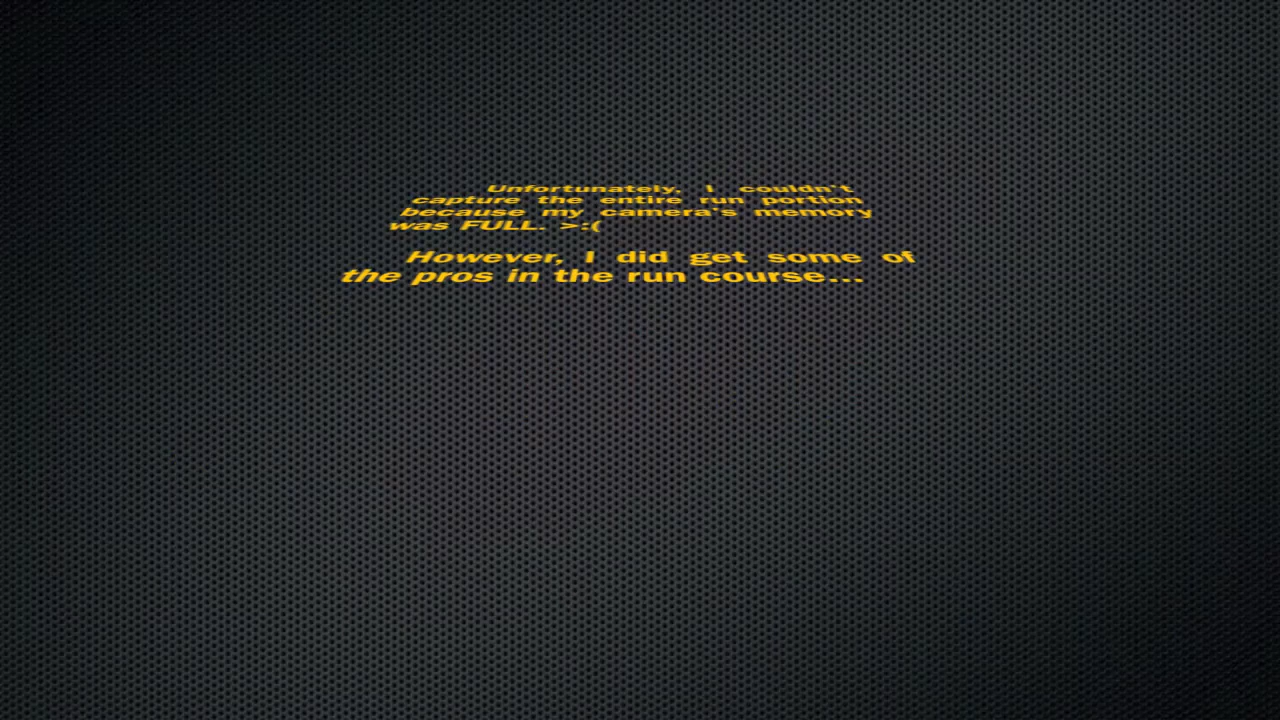 Unfortunately, I couldn't
capture the entire run portion
because my camera's memory
was FULL. >:(
However, I did get some of
the pros in the run course...